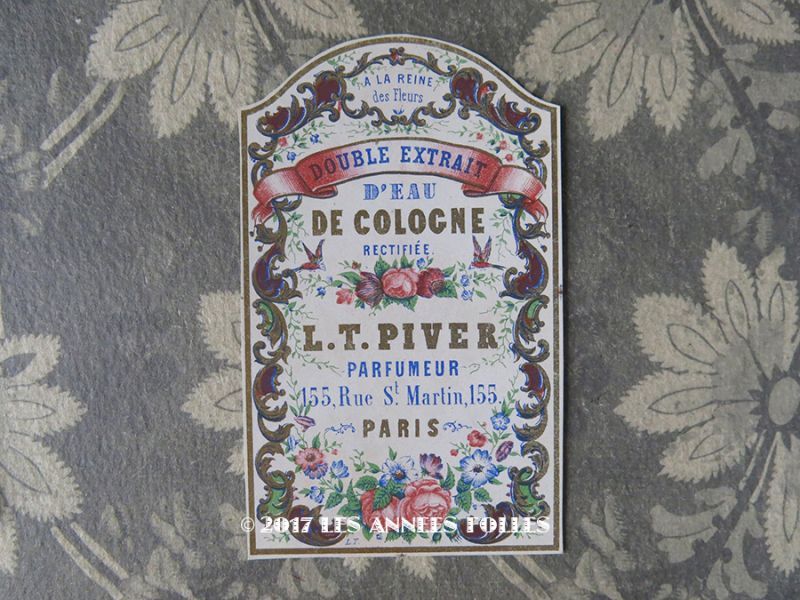 A LA REINE
des Fleurs
DOUBLE EXTRAIT
D'EAU
DE COLOGNE
RECTIFIÉE.
L.T. PIVER
PARFUMEUR
155, Rue St Martin, 155.
PARIS
© 2017 LES ANNEES FOLLES
L.T.